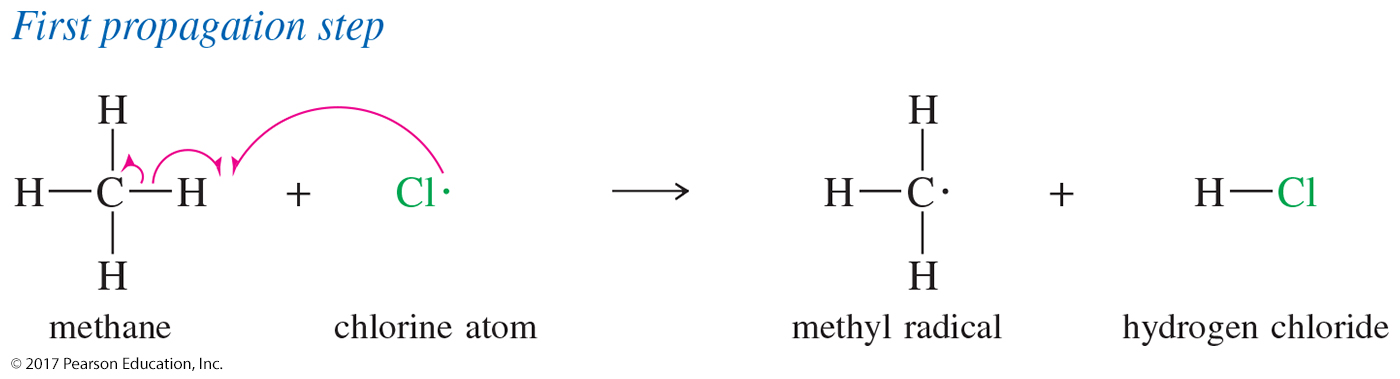 First propagation step
H H
H—C—H + Cl· ⟶ H—C· + H—Cl
H H
methane chlorine atom methyl radical hydrogen chloride
© 2017 Pearson Education, Inc.